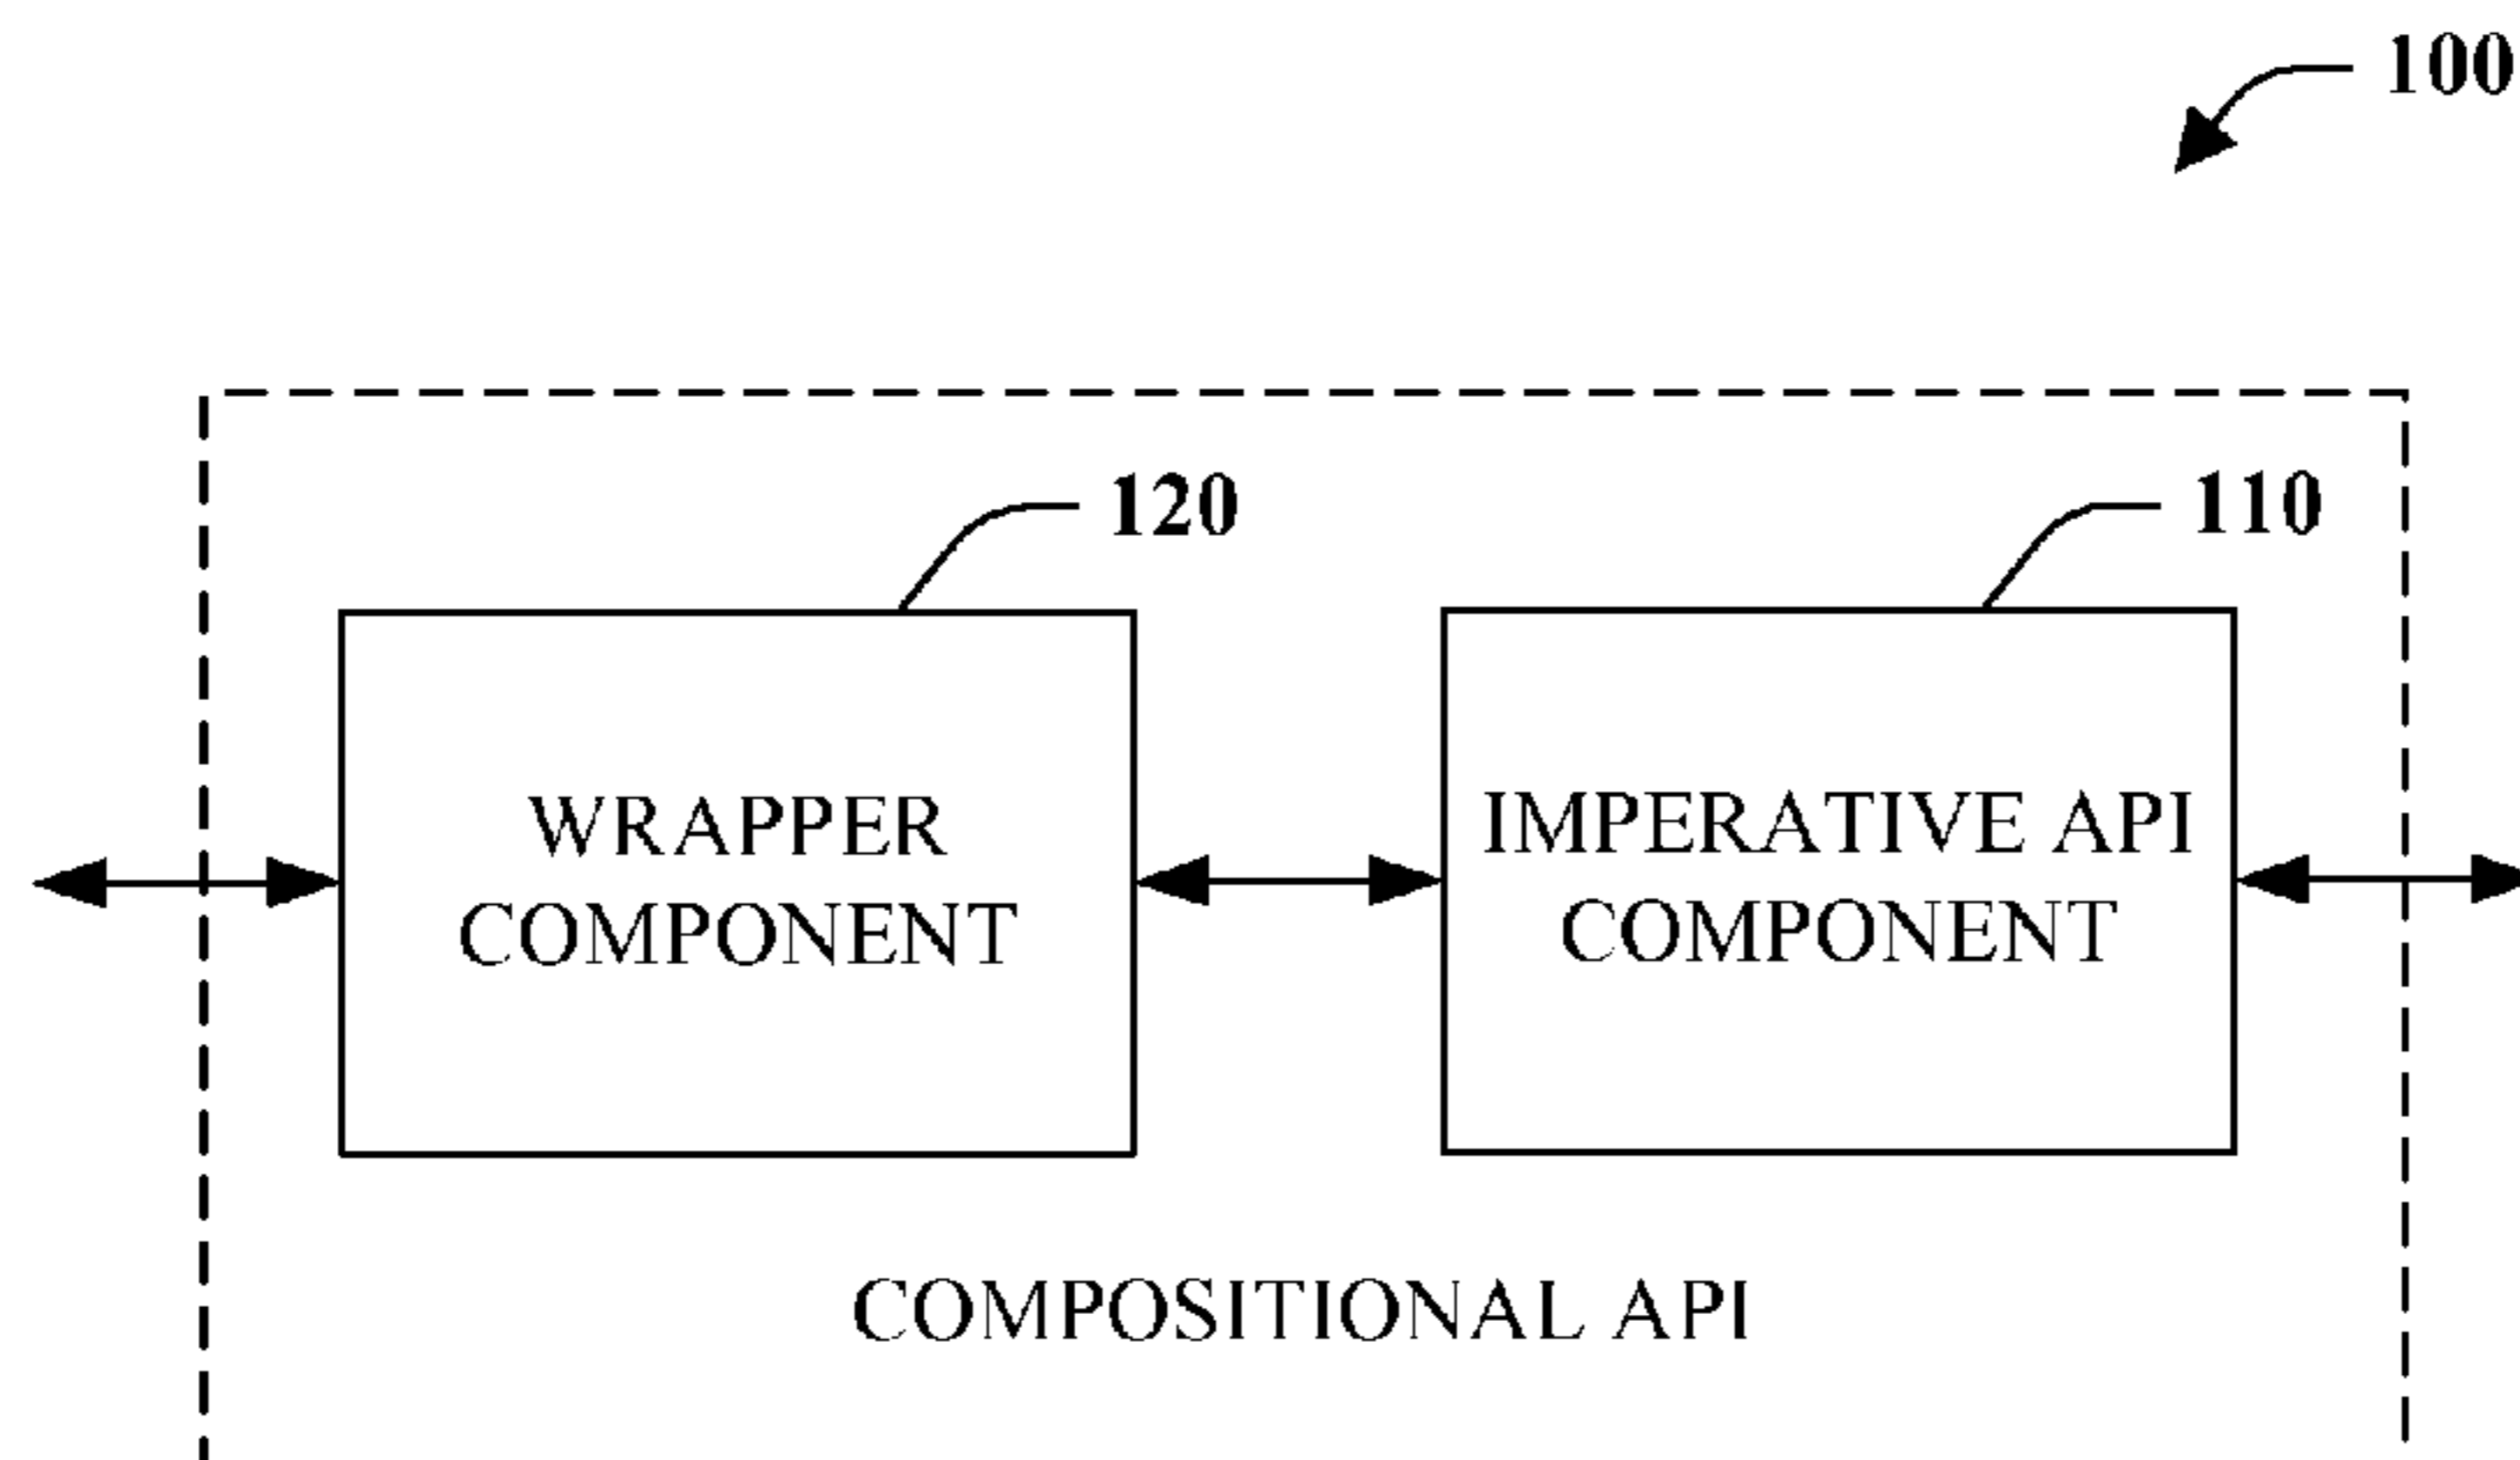 100
120
110
WRAPPER
COMPONENT
IMPERATIVE API
COMPONENT
COMPOSITIONAL API